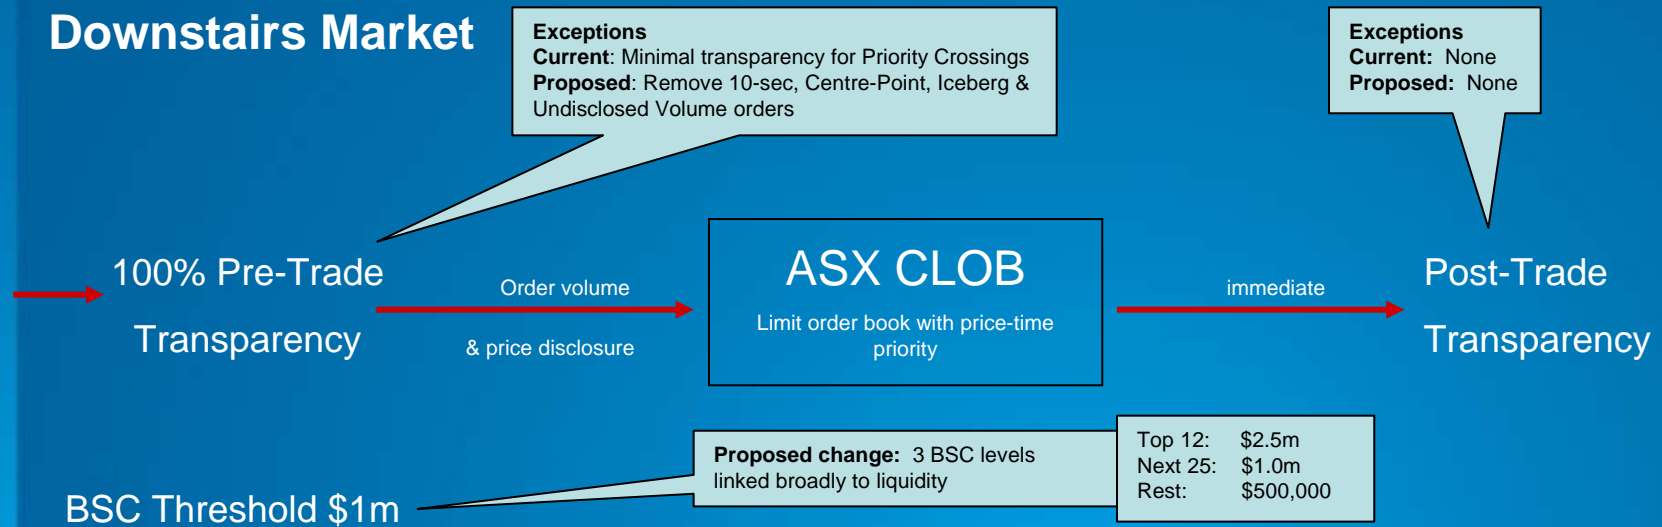 Downstairs Market
Exceptions
Current: Minimal transparency for Priority Crossings
Proposed: Remove 10-sec, Centre-Point, Iceberg &
Undisclosed Volume orders
Exceptions
Current: None
Proposed: None
100% Pre-Trade
Transparency
Order volume
& price disclosure
ASX CLOB
Limit order book with price-time
priority
immediate
Post-Trade
Transparency
BSC Threshold $1m
Proposed change: 3 BSC levels
linked broadly to liquidity
Top 12: $2.5m
Next 25: $1.0m
Rest: $500,000